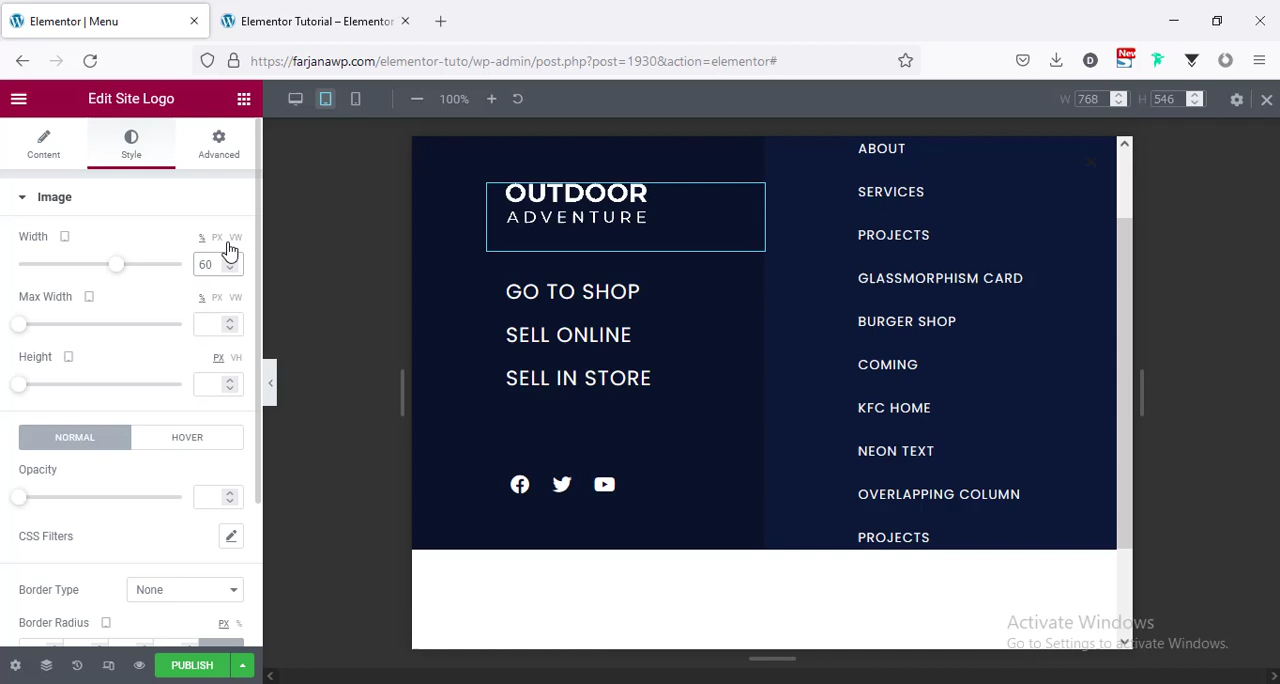 Elementor | Menu
Elementor Tutorial – Elementor
https://farjanawp.com/elementor-tuto/wp-admin/post.php?post=1930&action=elementor#
New
Edit Site Logo
100%
W 768
H 546
Content
Style
Advanced
Image
Width
% PX VW
60
Max Width
% PX VW
Height
PX VH
NORMAL
HOVER
Opacity
CSS Filters
Border Type
None
Border Radius
PX %
PUBLISH
OUTDOOR
ADVENTURE
GO TO SHOP
SELL ONLINE
SELL IN STORE
ABOUT
SERVICES
PROJECTS
GLASSMORPHISM CARD
BURGER SHOP
COMING
KFC HOME
NEON TEXT
OVERLAPPING COLUMN
PROJECTS
Activate Windows
Go to Settings to activate Windows.